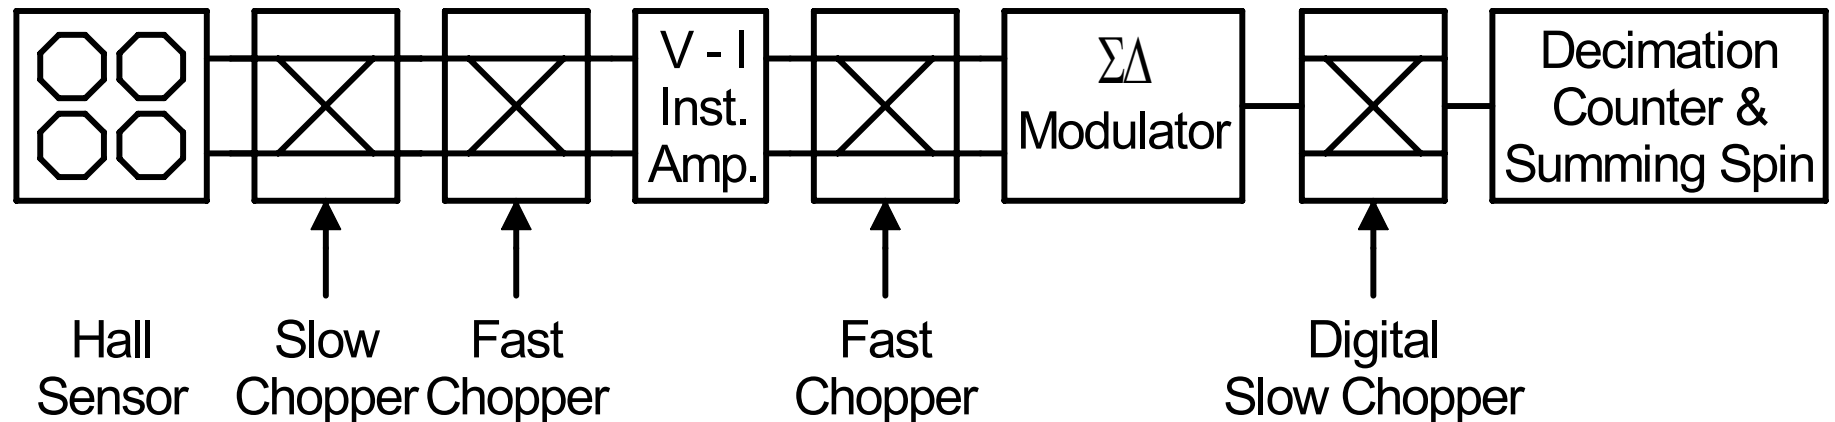 V - I
Inst.
Amp.
ΣΔ
Modulator
Decimation
Counter &
Summing Spin
Hall
Sensor
Slow
Chopper
Fast
Chopper
Fast
Chopper
Digital
Slow Chopper